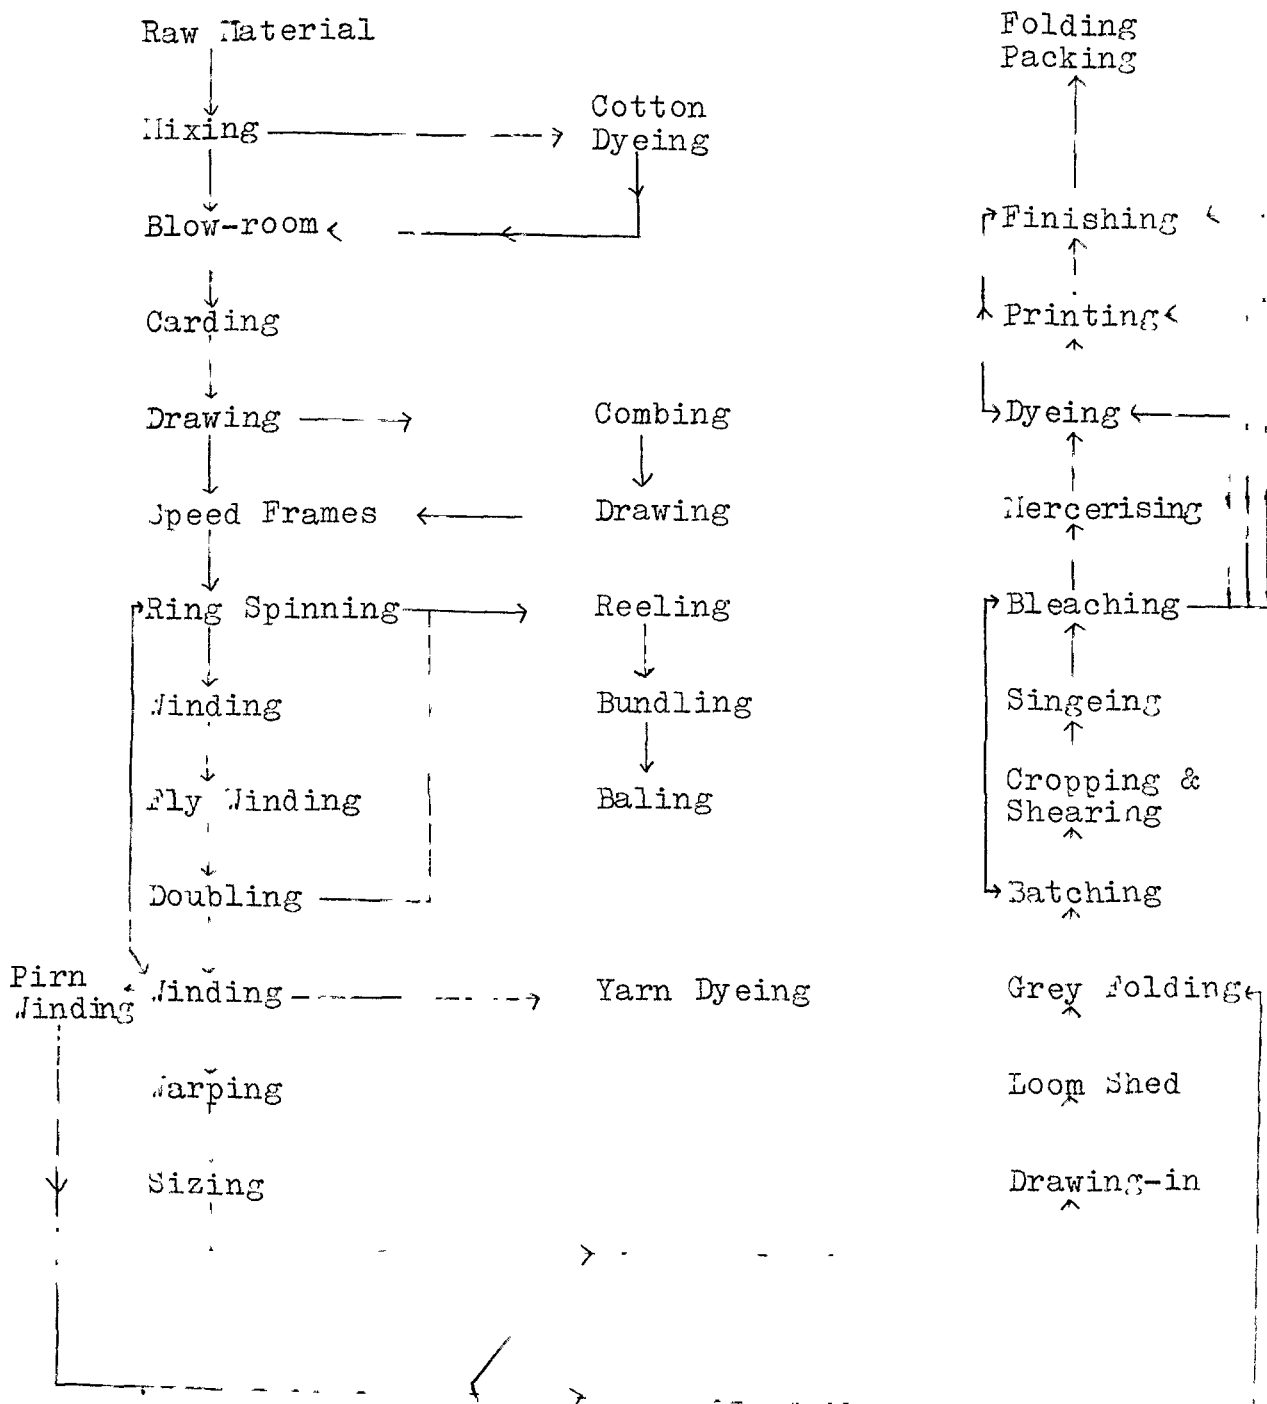 Raw Material
Mixing
Cotton
Dyeing
Blow-room
Carding
Drawing
Combing
Speed Frames
Drawing
Ring Spinning
Reeling
Winding
Bundling
Fly Winding
Baling
Doubling
Pirn
Winding
Winding
Yarn Dyeing
Warping
Sizing
Folding
Packing
Finishing
Printing
Dyeing
Mercerising
Bleaching
Singeing
Cropping &
Shearing
Batching
Grey Folding
Loom Shed
Drawing-in